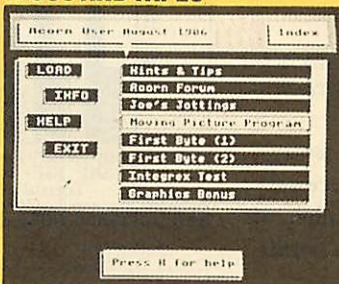 Acorn User August 1986 Index
LOAD
INFO
HELP
EXIT
Hints & Tips
Acorn Forum
Joe's Jottings
Moving Picture Program
First Byte (1)
First Byte (2)
Integrex Test
Graphics Bonus
Press H for help